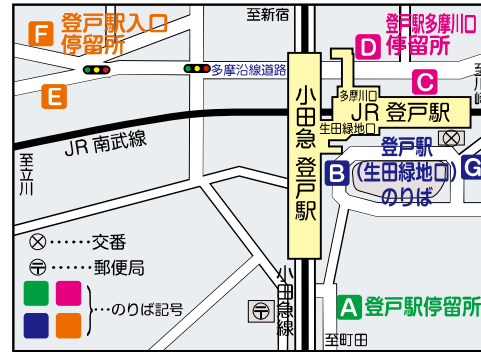 至新宿
F 登戸駅入口
停留所
登戸駅多摩川口
D 停留所
多摩沿線道路
E
C
至川崎
多摩川口
JR 登戸駅
生田緑地口
小田急 登戸駅
JR 南武線
至立川
登戸駅
B (生田緑地口) G
のりば
……交番
〒……郵便局
…のりば記号
小田急線
〒
A 登戸駅停留所
至町田